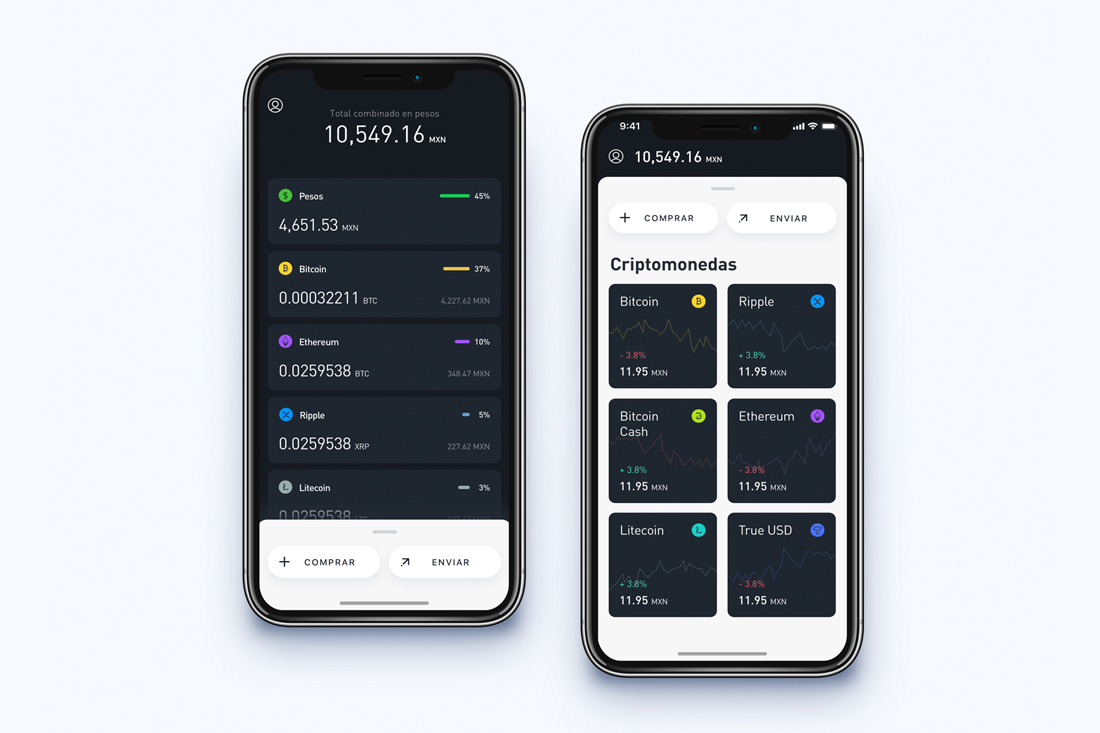 Total combinado en pesos
10,549.16 MXN
Pesos 45%
4,651.53 MXN
Bitcoin 37%
0.00032211 BTC 4,227.62 MXN
Ethereum 10%
0.0259538 BTC 348.47 MXN
Ripple 5%
0.0259538 XRP 227.62 MXN
Litecoin 3%
0.0259538
COMPRAR ENVIAR
9:41
10,549.16 MXN
COMPRAR ENVIAR
Criptomonedas
Bitcoin
- 3.8%
11.95 MXN
Ripple
+ 3.8%
11.95 MXN
Bitcoin
Cash
+ 3.8%
11.95 MXN
Ethereum
- 3.8%
11.95 MXN
Litecoin
+ 3.8%
11.95 MXN
True USD
- 3.8%
11.95 MXN